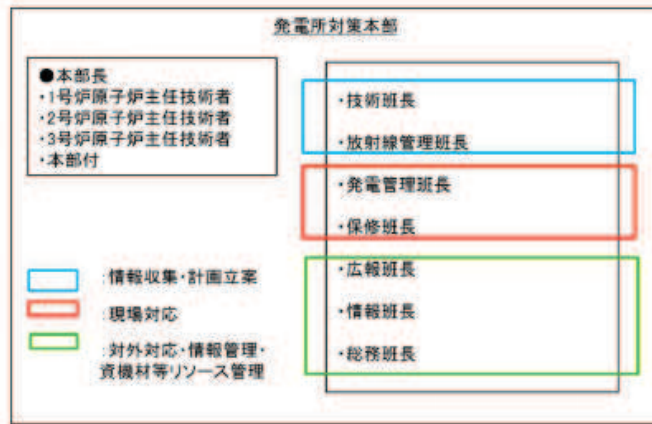 発電所対策本部
●本部長
・1号炉原子炉主任技術者
・2号炉原子炉主任技術者
・3号炉原子炉主任技術者
・本部付
・技術班長
・放射線管理班長
・発電管理班長
・保修班長
・広報班長
・情報班長
・総務班長
:情報収集・計画立案
:現場対応
:対外対応・情報管理・
資機材等リソース管理